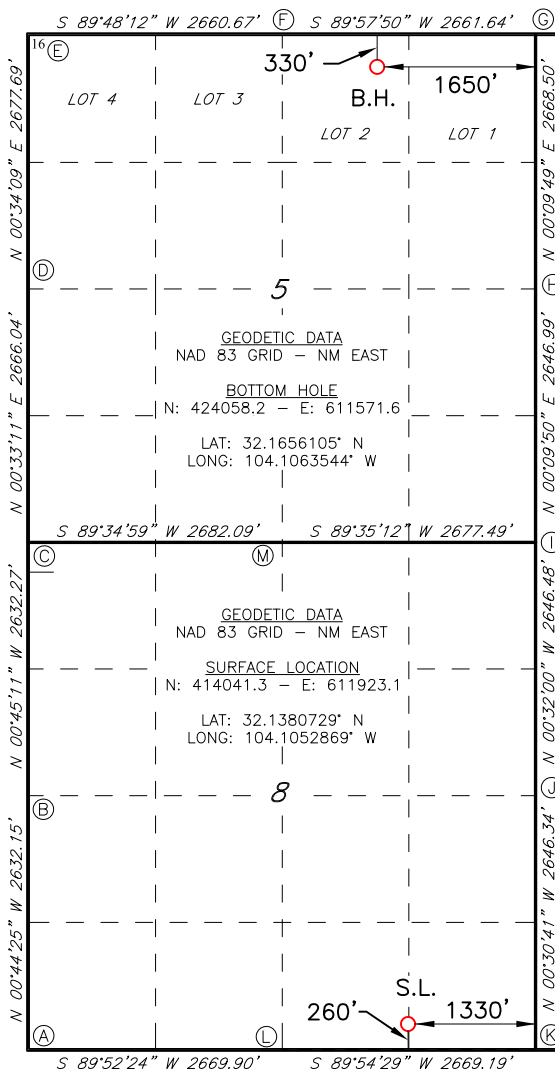 S 89°48'12" W 2660.67' F S 89°57'50" W 2661.64' G
16 E
330'
1650'
B.H.
LOT 4 LOT 3
LOT 2 LOT 1
N 00°34'09" E 2677.69'
N 00°09'49" E 2668.50'
D
5
H
GEODETIC DATA
NAD 83 GRID – NM EAST
BOTTOM HOLE
N: 424058.2 – E: 611571.6
LAT: 32.1656105° N
LONG: 104.1063544° W
N 00°33'11" E 2666.04'
N 00°09'50" E 2646.99'
S 89°34'59" W 2682.09' S 89°35'12" W 2677.49'
C M I
GEODETIC DATA
NAD 83 GRID – NM EAST
SURFACE LOCATION
N: 414041.3 – E: 611923.1
LAT: 32.1380729° N
LONG: 104.1052869° W
N 00°45'11" W 2632.27'
N 00°32'00" W 2646.48'
B
8
J
N 00°44'25" W 2632.15'
N 00°30'41" W 2646.34'
S.L.
260' 1330'
A L K
S 89°52'24" W 2669.90' S 89°54'29" W 2669.19'